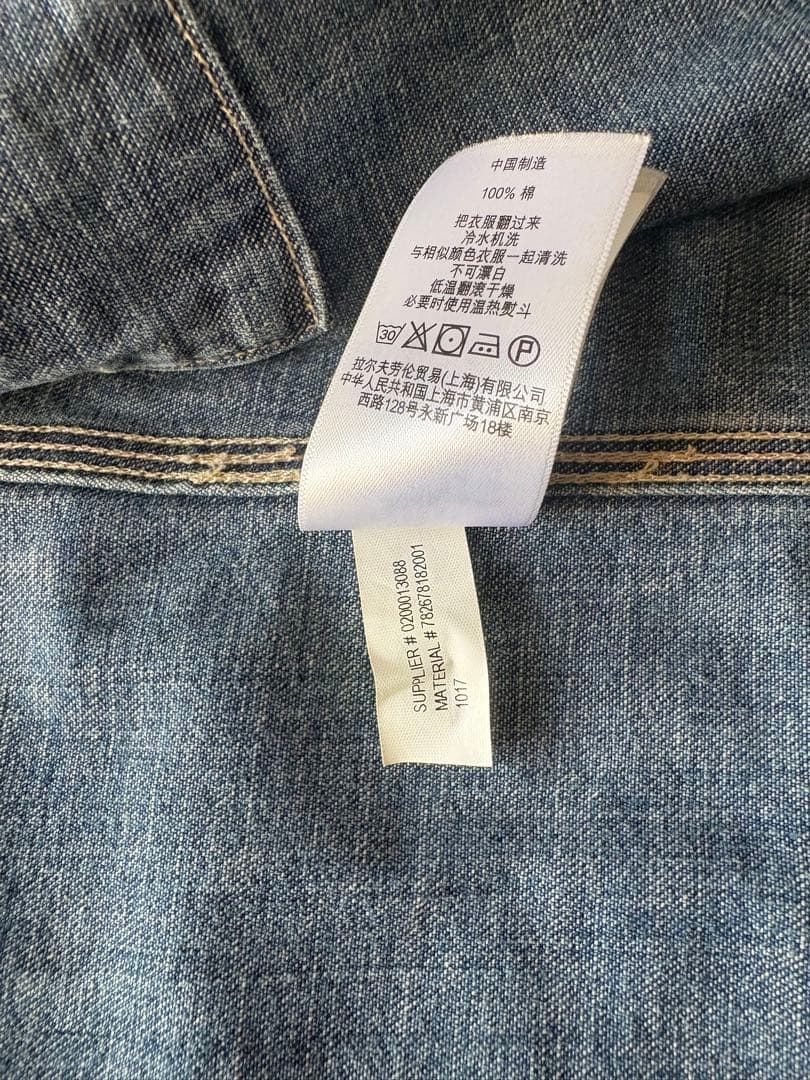 中国制造
100% 棉
把衣服翻过来
冷水机洗
与相似颜色衣服一起清洗
不可漂白
低温翻滚干燥
必要时使用温热熨斗
30 P
拉尔夫劳伦贸易(上海)有限公司
中华人民共和国上海市黄浦区南京
西路128号永新广场18楼
SUPPLIER # 0200013088
MATERIAL # 782678182001
1017